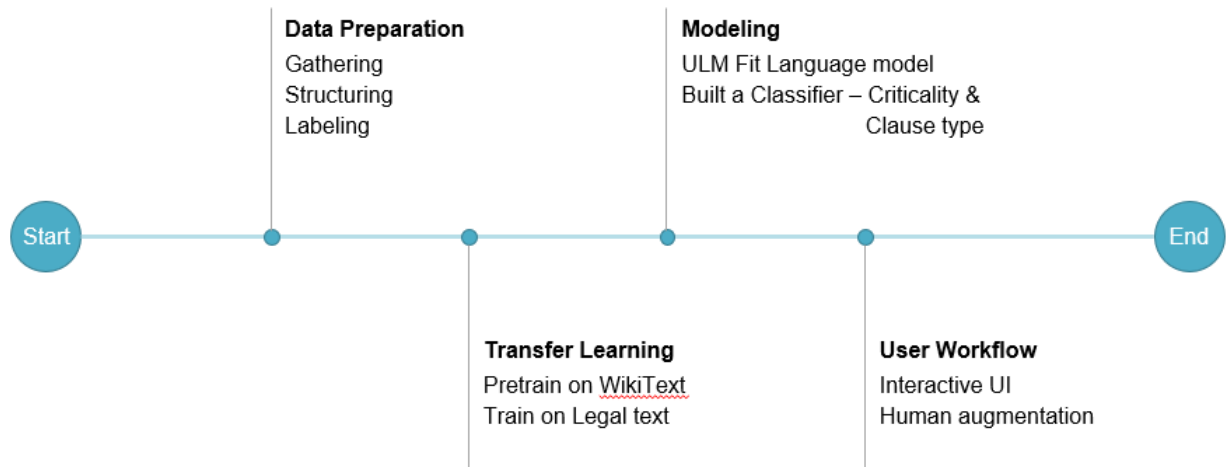 Data Preparation
Gathering
Structuring
Labeling
Modeling
ULM Fit Language model
Built a Classifier – Criticality &
Clause type
Start
End
Transfer Learning
Pretrain on WikiText
Train on Legal text
User Workflow
Interactive UI
Human augmentation